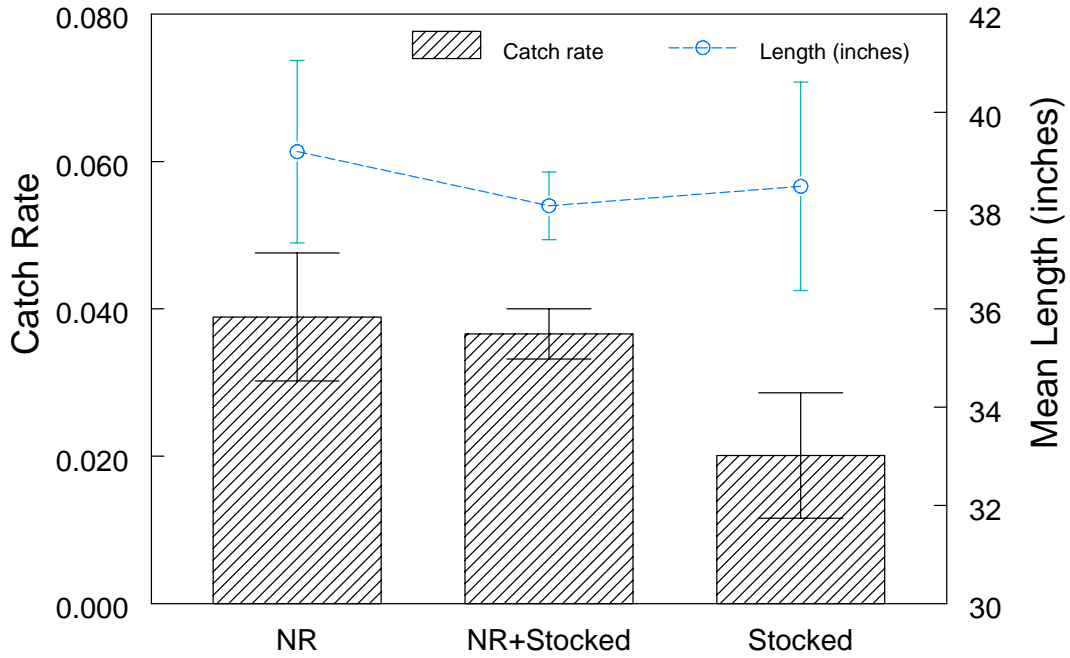 0.080
0.060
0.040
0.020
0.000
Catch Rate
Catch rate
Length (inches)
42
40
38
36
34
32
30
Mean Length (inches)
NR
NR+Stocked
Stocked